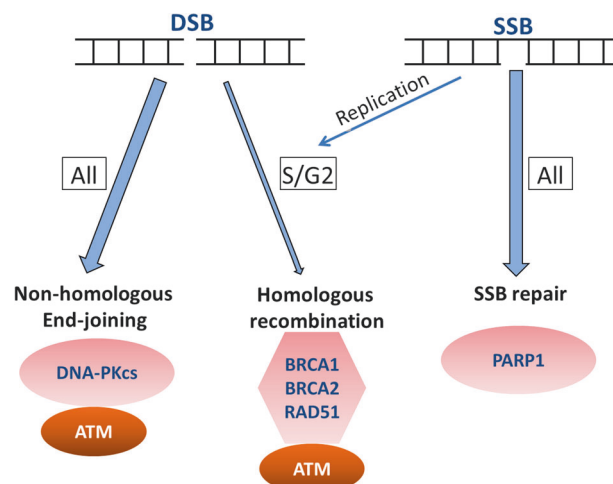 DSB
SSB
Replication
All
S/G2
All
Non-homologous
End-joining
Homologous
recombination
SSB repair
DNA-PKcs
BRCA1
BRCA2
RAD51
PARP1
ATM
ATM